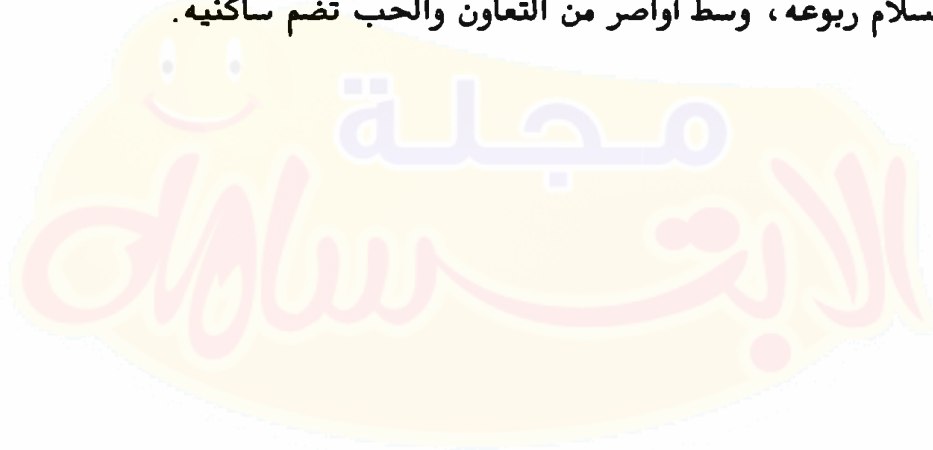 سلام ربوعه، وسط أواصر من التعاون والحب تضم ساكنيه.
مجلة
الابتسامة